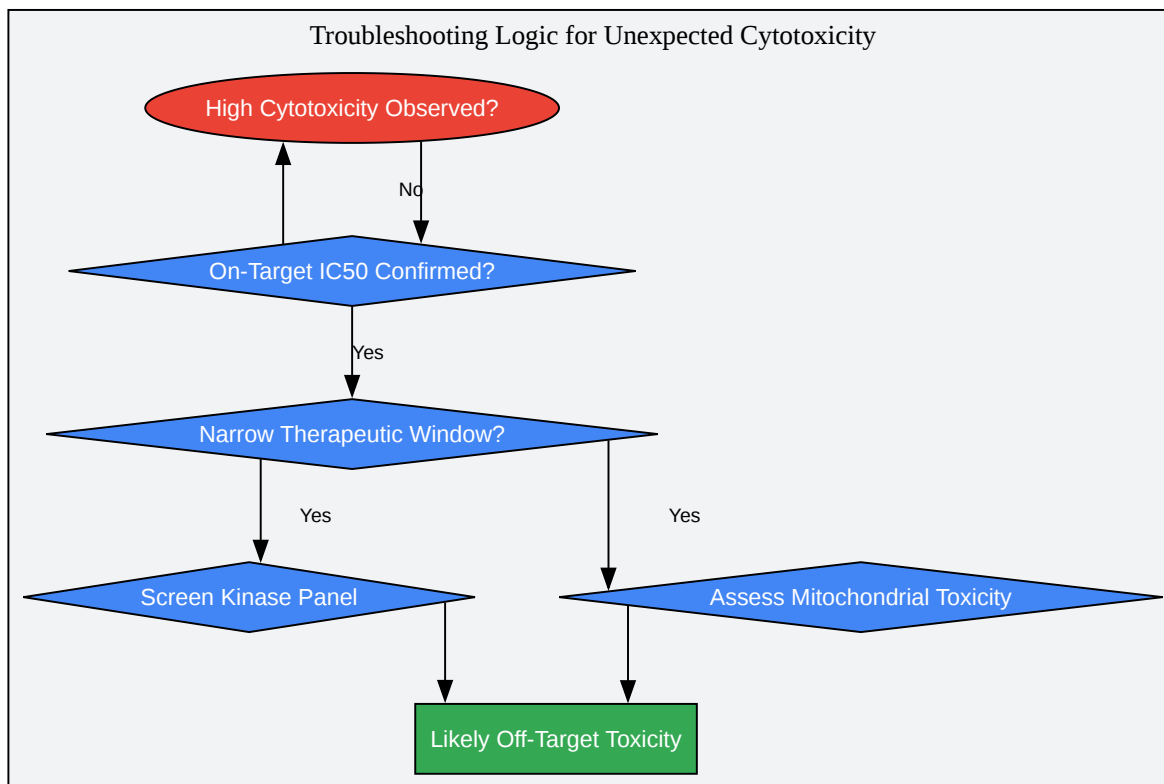 Troubleshooting Logic for Unexpected Cytotoxicity
High Cytotoxicity Observed?
No
On-Target IC50 Confirmed?
Yes
Narrow Therapeutic Window?
Yes
Yes
Screen Kinase Panel
Assess Mitochondrial Toxicity
Likely Off-Target Toxicity